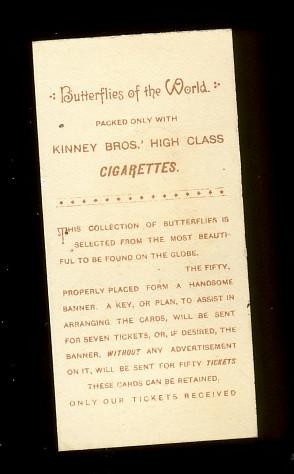 Butterflies of the World.
PACKED ONLY WITH
KINNEY BROS.' HIGH CLASS
CIGARETTES.
THIS COLLECTION OF BUTTERFLIES IS
SELECTED FROM THE MOST BEAUTI-
FUL TO BE FOUND ON THE GLOBE.
THE FIFTY,
PROPERLY PLACED FORM A HANDSOME
BANNER. A KEY, OR PLAN, TO ASSIST IN
ARRANGING THE CARDS, WILL BE SENT
FOR SEVEN TICKETS, OR, IF DESIRED, THE
BANNER, WITHOUT ANY ADVERTISEMENT
ON IT, WILL BE SENT FOR FIFTY TICKETS
THESE CARDS CAN BE RETAINED,
ONLY OUR TICKETS RECEIVED